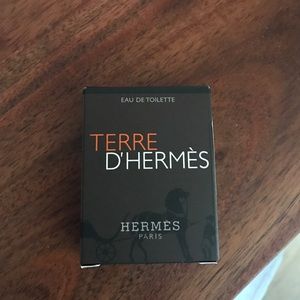 EAU DE TOILETTE
TERRE
D'HERMÈS
HERMÈS
PARIS